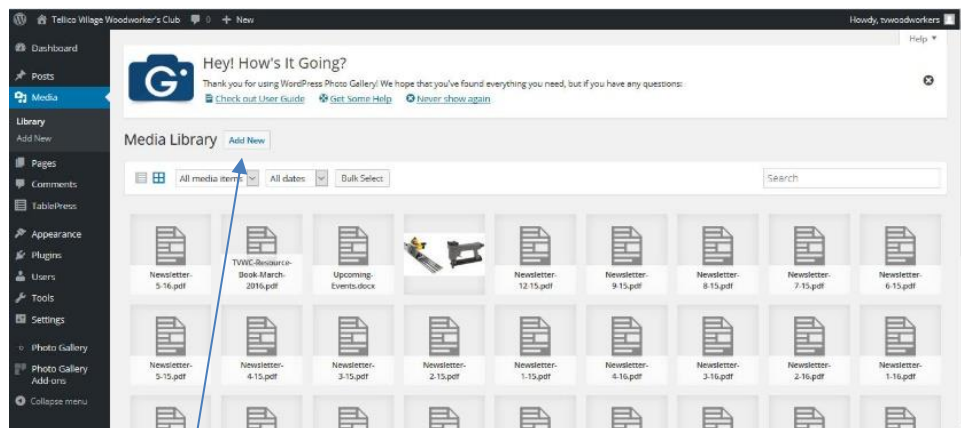 Tellico Village Woodworker's Club 0 + New Howdy, tvwoodworkers
Help
Dashboard
Posts
Media
Library
Add New
Pages
Comments
TablePress
Appearance
Plugins
Users
Tools
Settings
Photo Gallery
Photo Gallery
Add-ons
Collapse menu
G
Hey! How's It Going?
Thank you for using WordPress Photo Gallery! We hope that you've found everything you need, but if you have any questions:
Check out User Guide Get Some Help Never show again
Media Library Add New
All media items All dates Bulk Select Search
Newsletter-
5-16.pdf
TVWC-Resource-
Book-March-
2016.pdf
Upcoming-
Events.docx
Newsletter-
12-15.pdf
Newsletter-
9-15.pdf
Newsletter-
8-15.pdf
Newsletter-
7-15.pdf
Newsletter-
6-15.pdf
Newsletter-
5-15.pdf
Newsletter-
4-15.pdf
Newsletter-
3-15.pdf
Newsletter-
2-15.pdf
Newsletter-
1-15.pdf
Newsletter-
4-16.pdf
Newsletter-
3-16.pdf
Newsletter-
2-16.pdf
Newsletter-
1-16.pdf